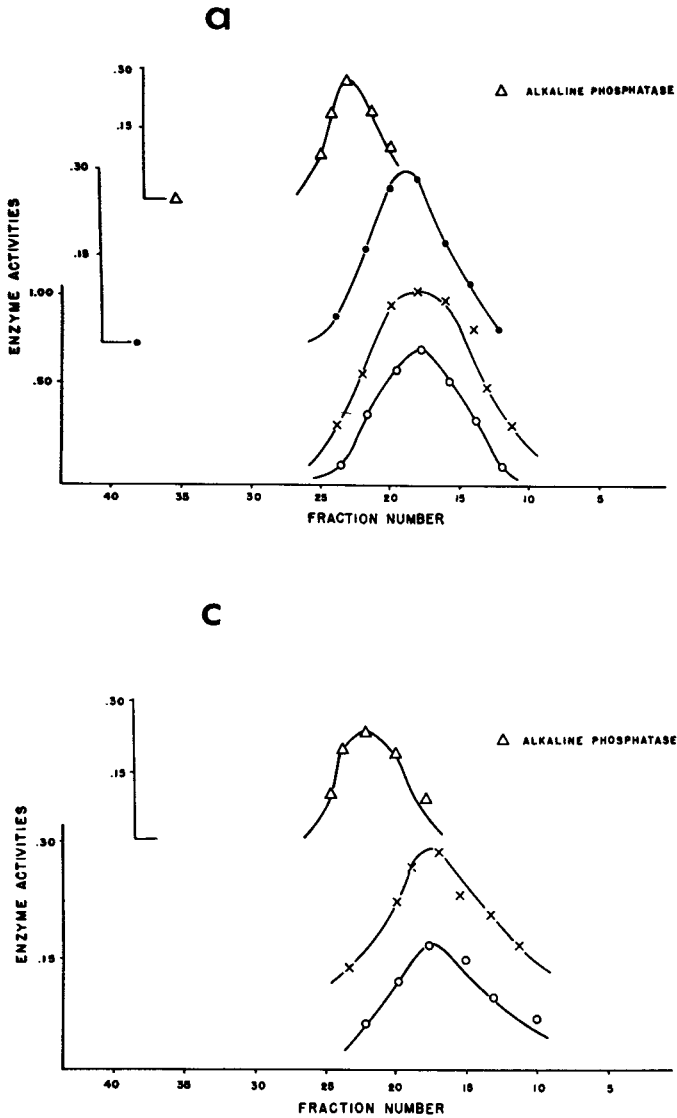 a
.30
.15
△ ALKALINE PHOSPHATASE
.30
.15
1.00
.50
ENZYME ACTIVITIES
40 35 30 25 20 15 10 5
FRACTION NUMBER
c
.30
.15
△ ALKALINE PHOSPHATASE
.30
.15
ENZYME ACTIVITIES
40 35 30 25 20 15 10 5
FRACTION NUMBER